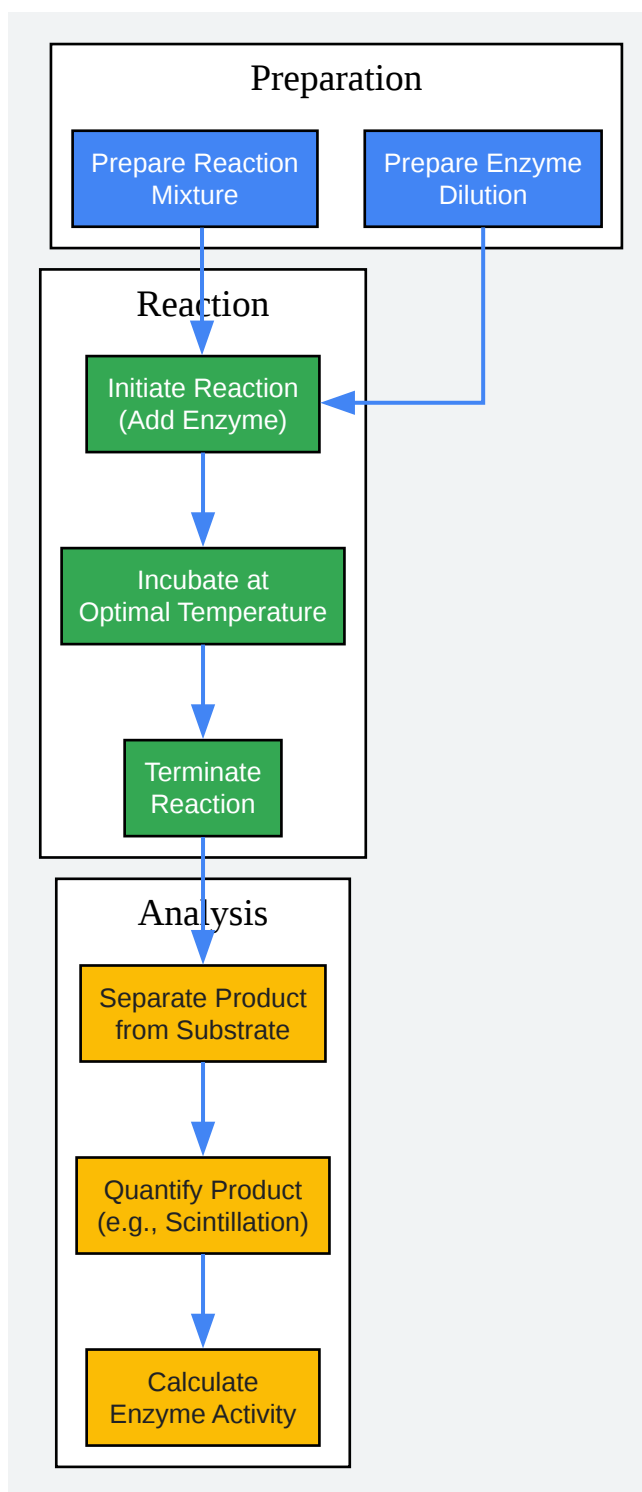 Preparation
Prepare Reaction
Mixture
Prepare Enzyme
Dilution
Reaction
Initiate Reaction
(Add Enzyme)
Incubate at
Optimal Temperature
Terminate
Reaction
Analysis
Separate Product
from Substrate
Quantify Product
(e.g., Scintillation)
Calculate
Enzyme Activity